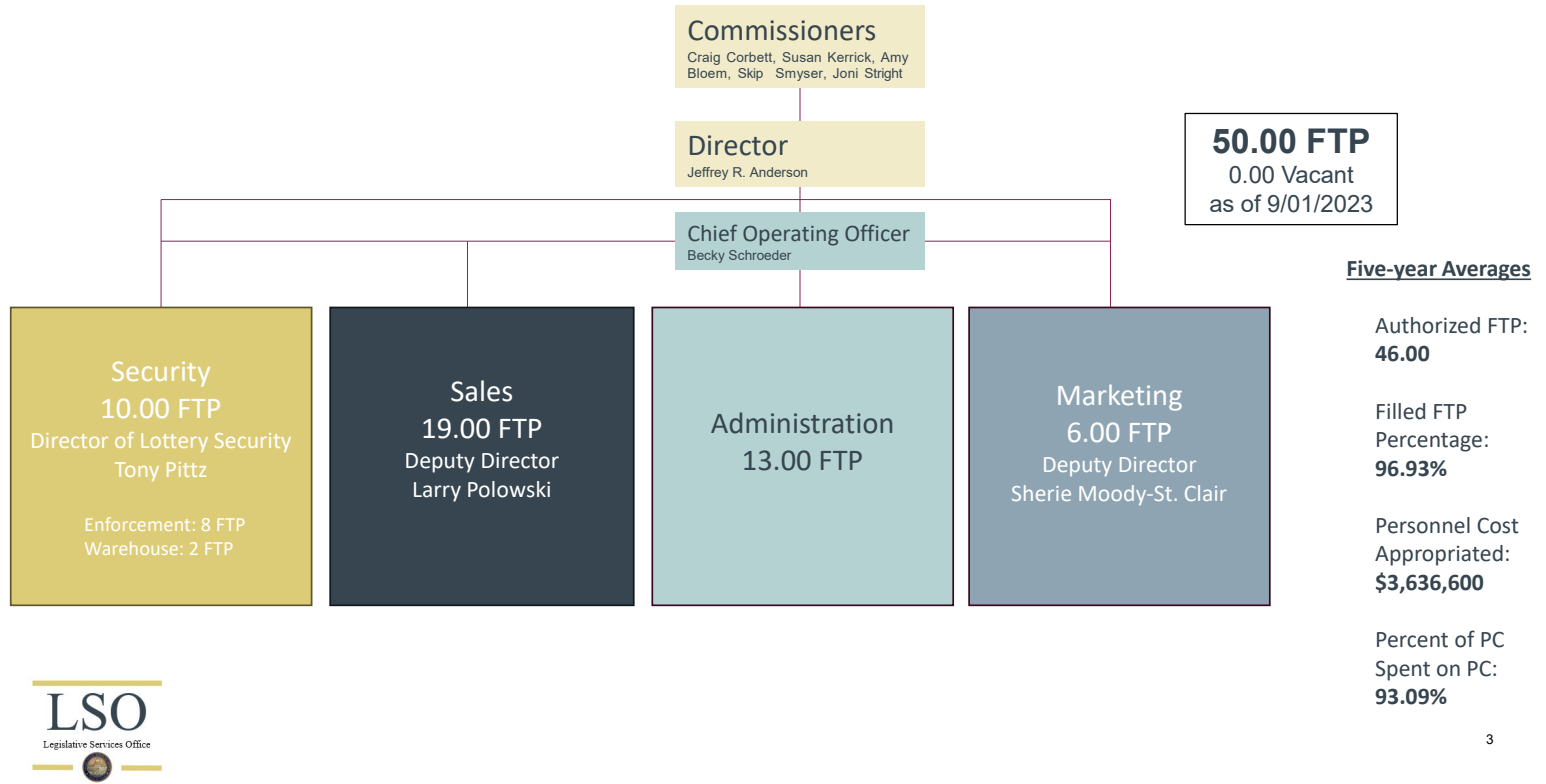 Commissioners
Craig Corbett, Susan Kerrick, Amy
Bloem, Skip Smyser, Joni Stright
Director
Jeffrey R. Anderson
50.00 FTP
0.00 Vacant
as of 9/01/2023
Chief Operating Officer
Becky Schroeder
Security
10.00 FTP
Director of Lottery Security
Tony Pittz
Enforcement: 8 FTP
Warehouse: 2 FTP
Sales
19.00 FTP
Deputy Director
Larry Polowski
Administration
13.00 FTP
Marketing
6.00 FTP
Deputy Director
Sherie Moody-St. Clair
Five-year Averages
Authorized FTP:
46.00
Filled FTP
Percentage:
96.93%
Personnel Cost
Appropriated:
$3,636,600
Percent of PC
Spent on PC:
93.09%
LSO
Legislative Services Office
3